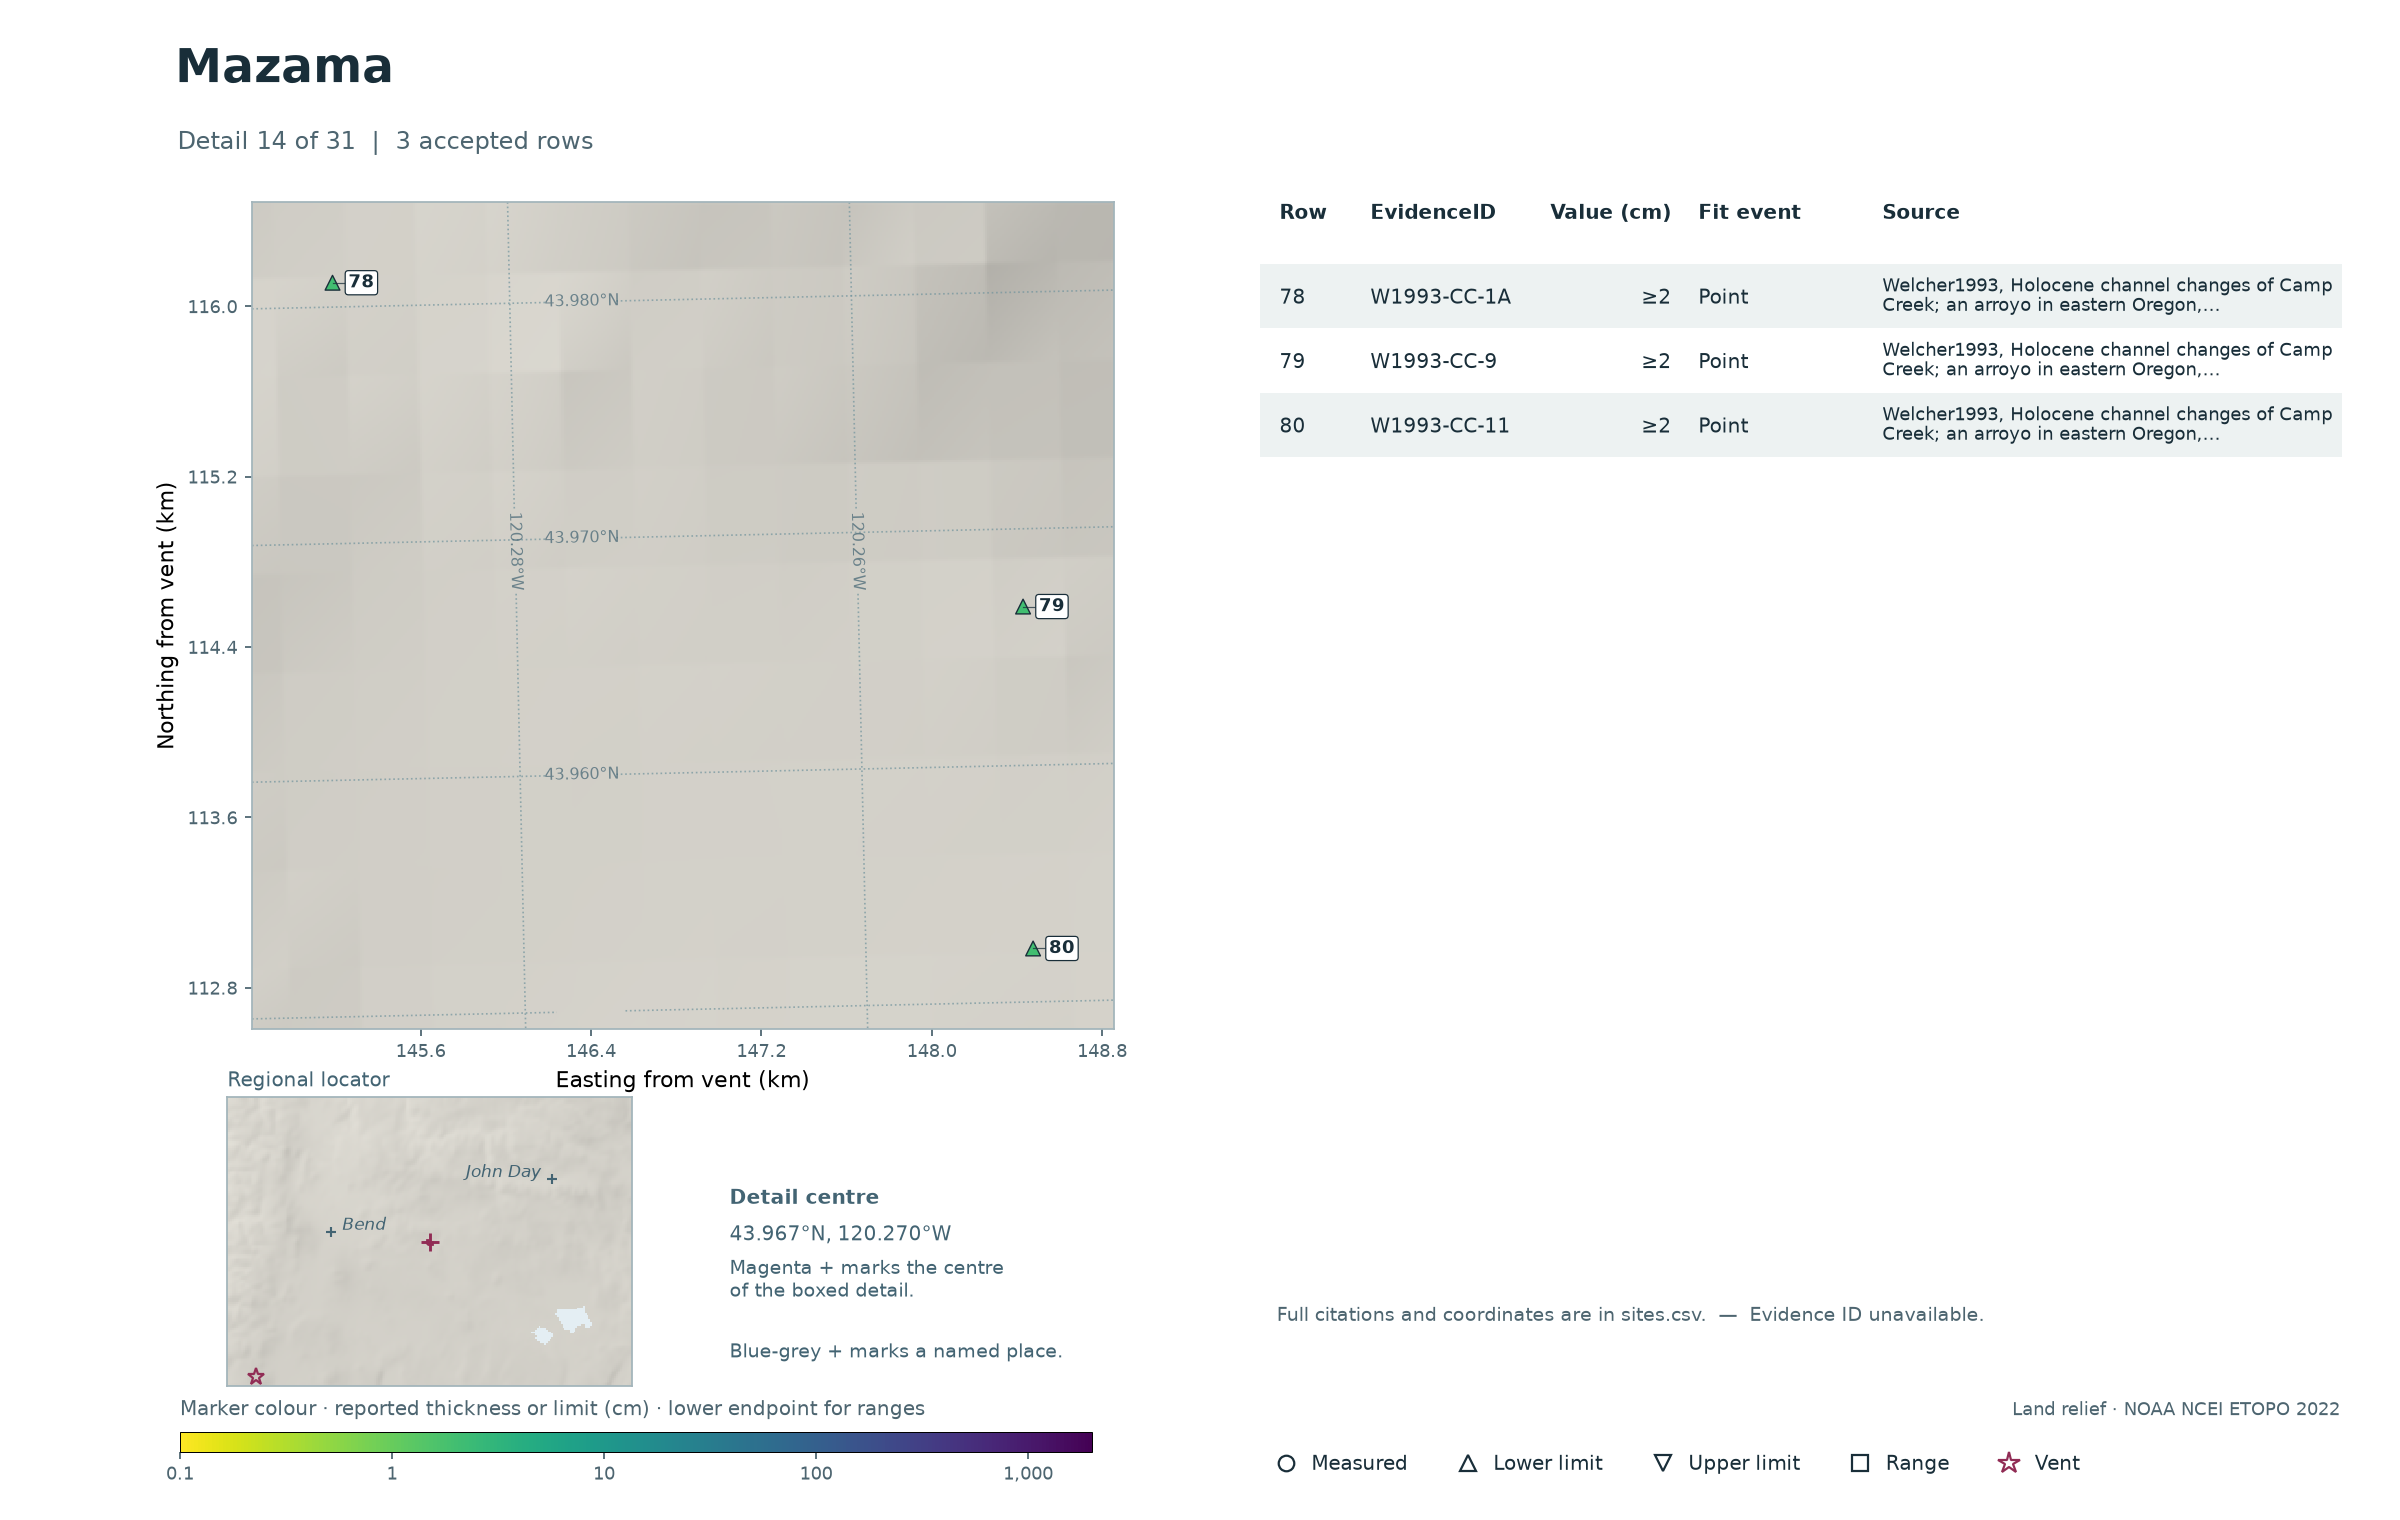 Mazama
Detail 14 of 31 | 3 accepted rows
78
79
80
43.980°N
43.970°N
43.960°N
120.28°W
120.26°W
116.0
115.2
114.4
113.6
112.8
Northing from vent (km)
145.6
146.4
147.2
148.0
148.8
Easting from vent (km)
Row EvidenceID Value (cm) Fit event Source
78 W1993-CC-1A ≥2 Point Welcher1993, Holocene channel changes of Camp
Creek; an arroyo in eastern Oregon,...
79 W1993-CC-9 ≥2 Point Welcher1993, Holocene channel changes of Camp
Creek; an arroyo in eastern Oregon,...
80 W1993-CC-11 ≥2 Point Welcher1993, Holocene channel changes of Camp
Creek; an arroyo in eastern Oregon,...
Regional locator
John Day
Bend
Detail centre
43.967°N, 120.270°W
Magenta + marks the centre
of the boxed detail.
Blue-grey + marks a named place.
Full citations and coordinates are in sites.csv. — Evidence ID unavailable.
Marker colour · reported thickness or limit (cm) · lower endpoint for ranges
0.1
1
10
100
1,000
Land relief · NOAA NCEI ETOPO 2022
Measured
Lower limit
Upper limit
Range
Vent